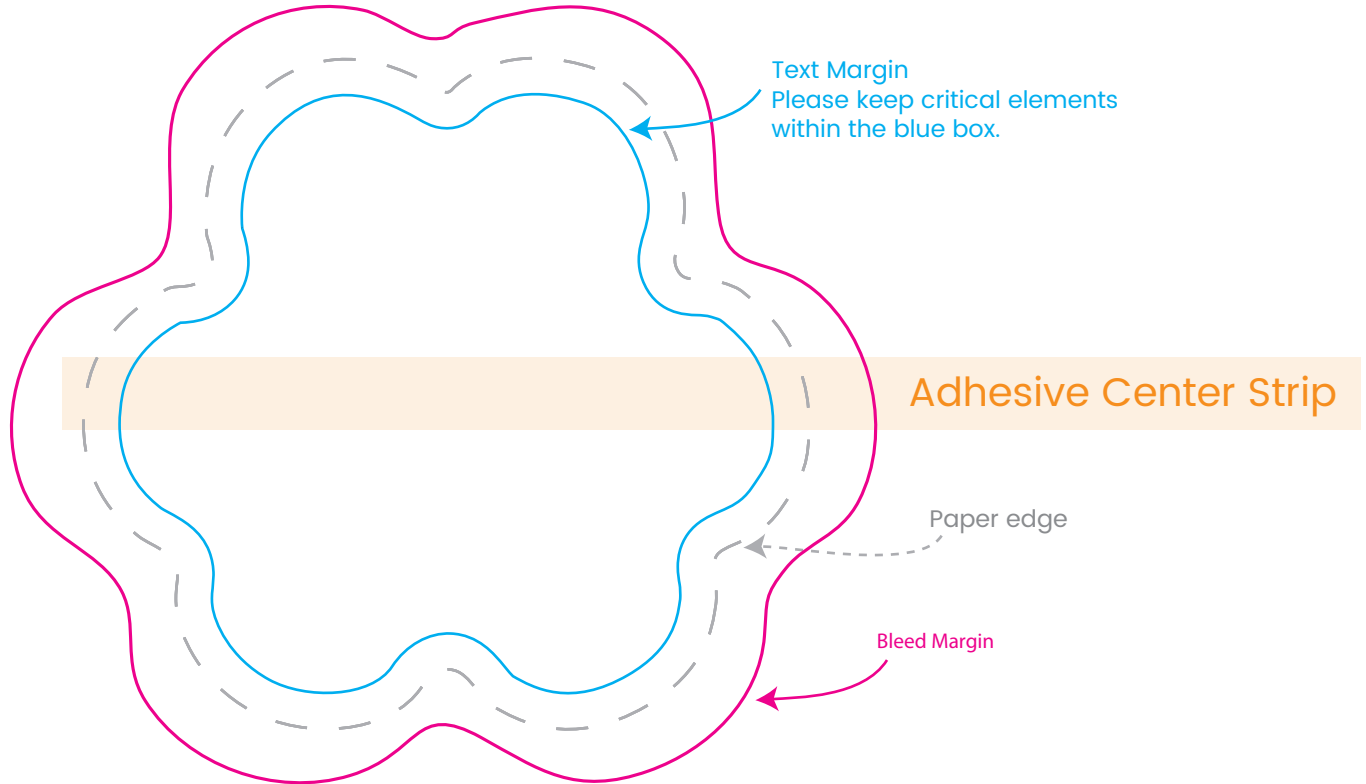 Text Margin
Please keep critical elements
within the blue box.
Adhesive Center Strip
Paper edge
Bleed Margin